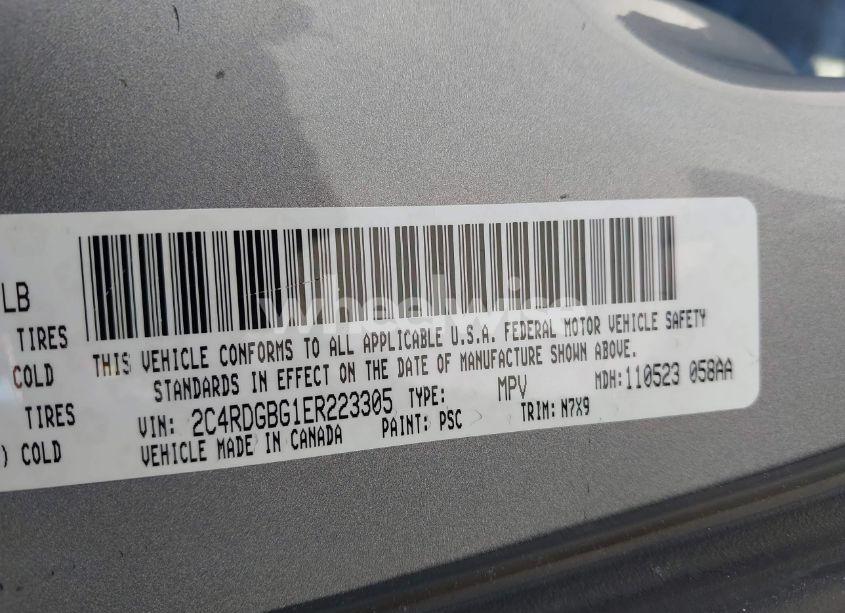 LB
TIRES
COLD
TIRES
) COLD
wheelwise
THIS VEHICLE CONFORMS TO ALL APPLICABLE U.S.A. FEDERAL MOTOR VEHICLE SAFETY
STANDARDS IN EFFECT ON THE DATE OF MANUFACTURE SHOWN ABOVE.
VIN: 2C4RDGBG1ER223305 TYPE: MPV MDH:110523 058AA
VEHICLE MADE IN CANADA PAINT: PSC TRIM: N7X9